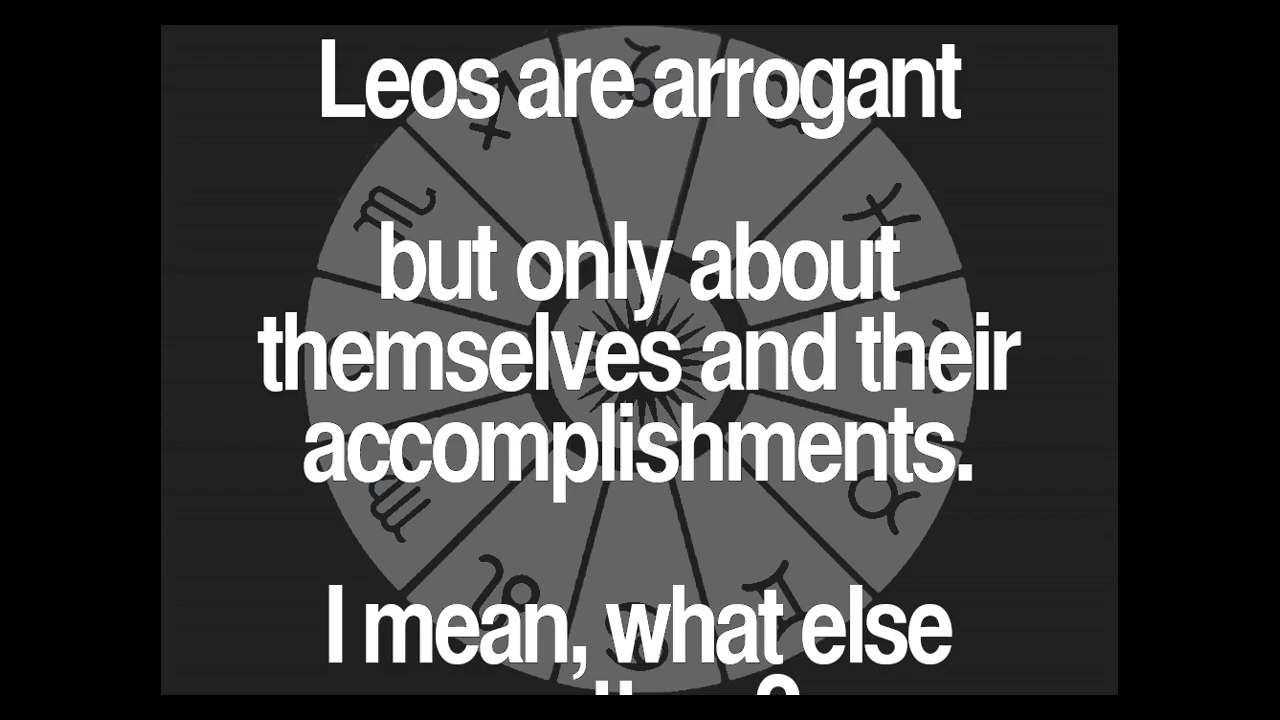 Leos are arrogant
but only about
themselves and their
accomplishments.
I mean, what else